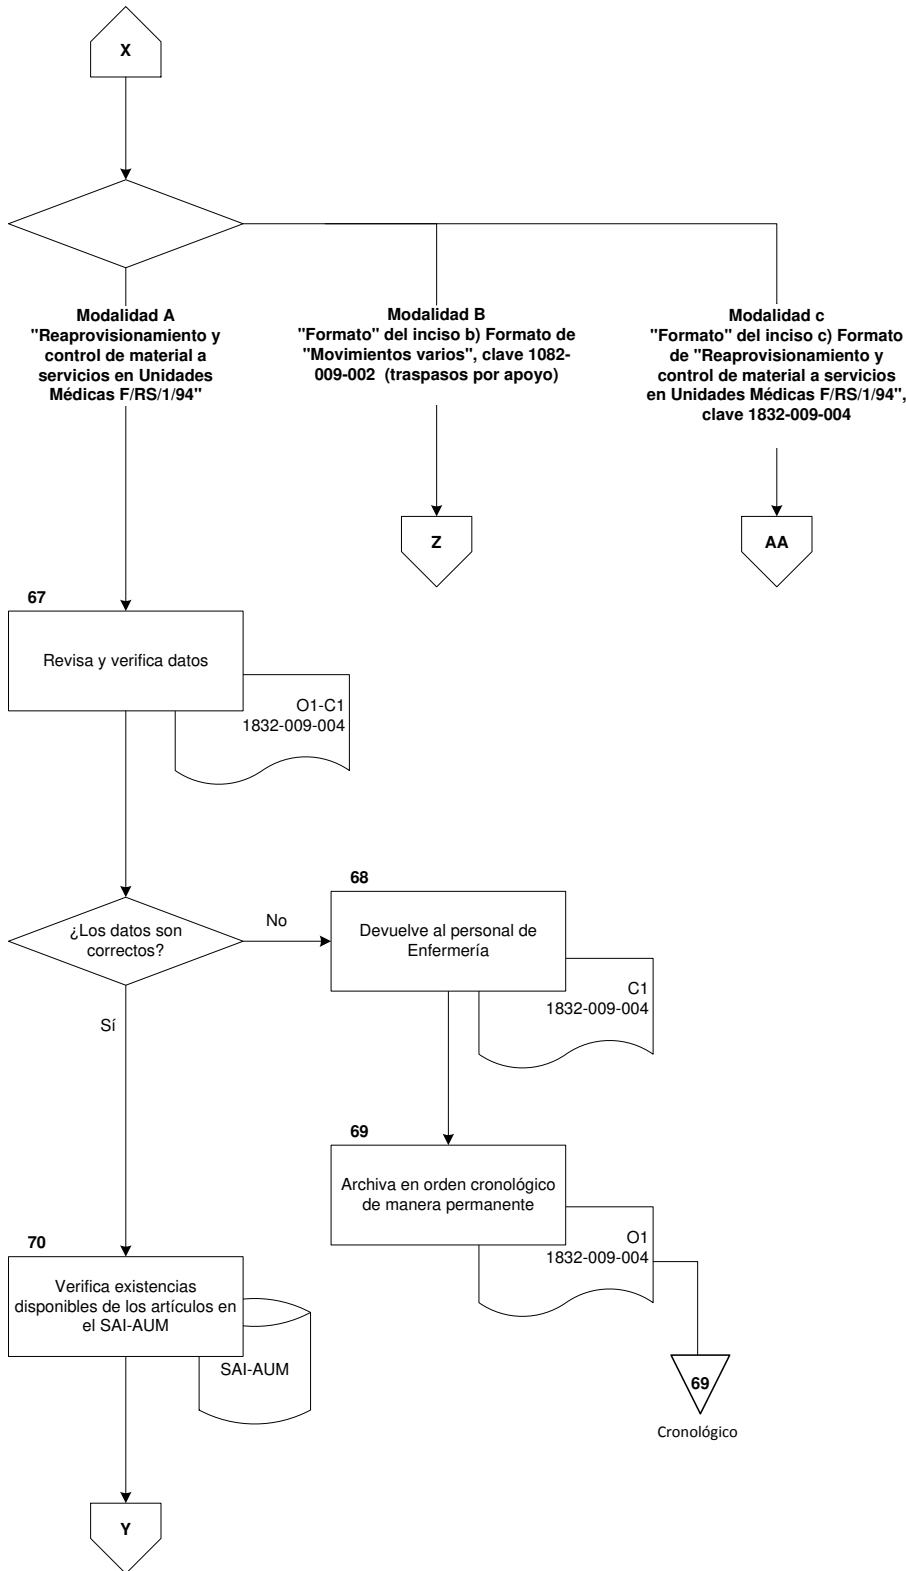 X
Modalidad A
"Reaprovisionamiento y
control de material a
servicios en Unidades
Médicas F/RS/1/94"
Modalidad B
"Formato" del inciso b) Formato de
"Movimientos varios", clave 1082-
009-002 (traspasos por apoyo)
Modalidad c
"Formato" del inciso c) Formato
de "Reaprovisionamiento y
control de material a servicios
en Unidades Médicas F/RS/1/94",
clave 1832-009-004
Z
AA
67
Revisa y verifica datos
O1-C1
1832-009-004
¿Los datos son
correctos?
No
Sí
68
Devuelve al personal de
Enfermería
C1
1832-009-004
69
Archiva en orden cronológico
de manera permanente
O1
1832-009-004
69
Cronológico
70
Verifica existencias
disponibles de los artículos en
el SAI-AUM
SAI-AUM
Y